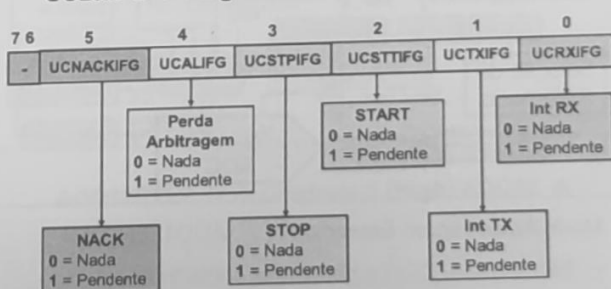 7 6 5 4 3 2 1 0
- UCNACKIFG UCALIFG UCSTPIFG UCSTTIFG UCTXIFG UCRXIFG
Perda
Arbitragem
0 = Nada
1 = Pendente
START
0 = Nada
1 = Pendente
Int RX
0 = Nada
1 = Pendente
NACK
0 = Nada
1 = Pendente
STOP
0 = Nada
1 = Pendente
Int TX
0 = Nada
1 = Pendente